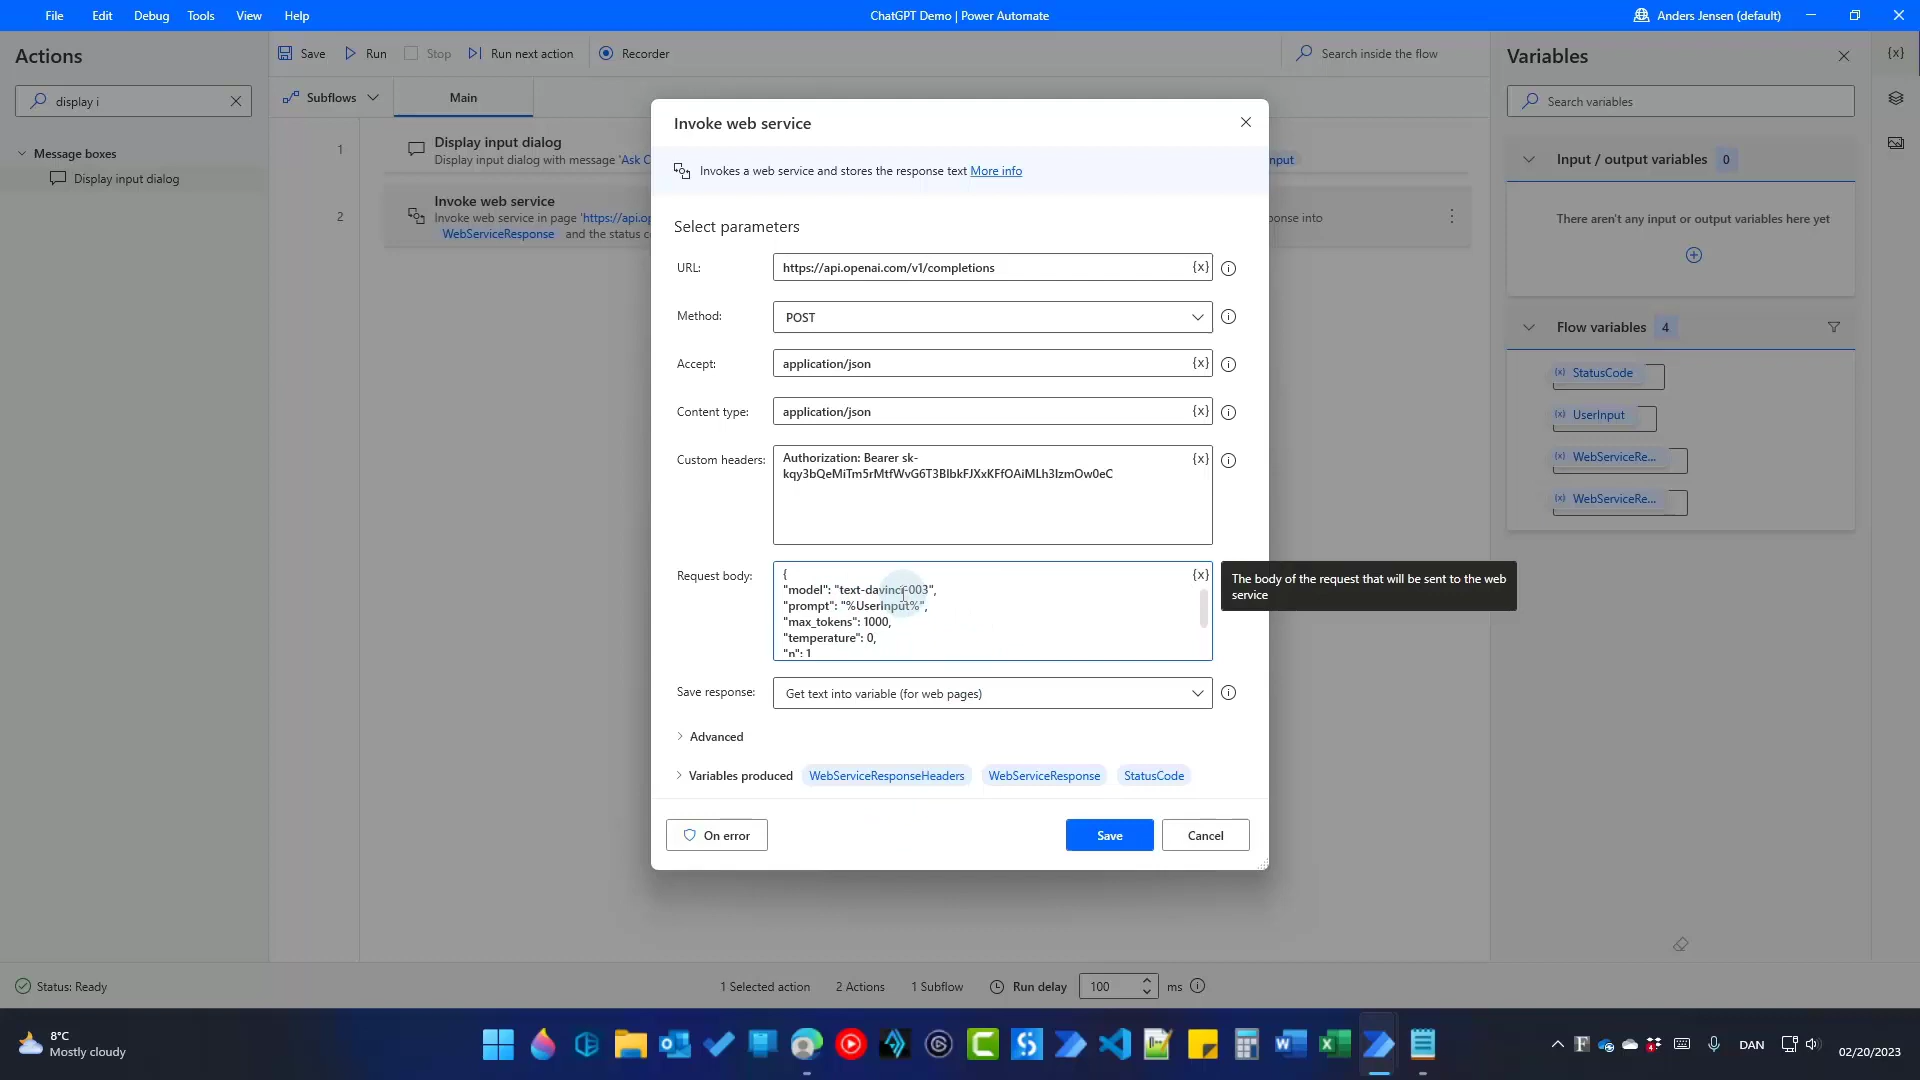 File Edit Debug Tools View Help
ChatGPT Demo | Power Automate
Anders Jensen (default)
Actions
display i
Message boxes
Display input dialog
Save Run Stop Run next action Recorder
Search inside the flow
Subflows
Main
1
Display input dialog
Display input dialog with message 'Ask C
nput
2
Invoke web service
Invoke web service in page 'https://api.op
ponse into
WebServiceResponse and the status c
Invoke web service
Invokes a web service and stores the response text More info
Select parameters
URL: https://api.openai.com/v1/completions {x}
Method: POST
Accept: application/json {x}
Content type: application/json {x}
Custom headers: Authorization: Bearer sk- {x}
kqy3bQeMiTm5rMtfWvG6T3BlbkFJXxKFfOAiMLh3IzmOw0eC
Request body: { {x}
"model": "text-davinci-003",
"prompt": "%UserInput%",
"max_tokens": 1000,
"temperature": 0,
"n": 1
The body of the request that will be sent to the web
service
Save response: Get text into variable (for web pages)
Advanced
Variables produced WebServiceResponseHeaders WebServiceResponse StatusCode
On error
Save
Cancel
Variables
{x}
Search variables
Input / output variables 0
There aren't any input or output variables here yet
Flow variables 4
(x) StatusCode
(x) UserInput
(x) WebServiceRe...
(x) WebServiceRe...
Status: Ready
1 Selected action 2 Actions 1 Subflow Run delay 100 ms
8°C
Mostly cloudy
DAN
02/20/2023